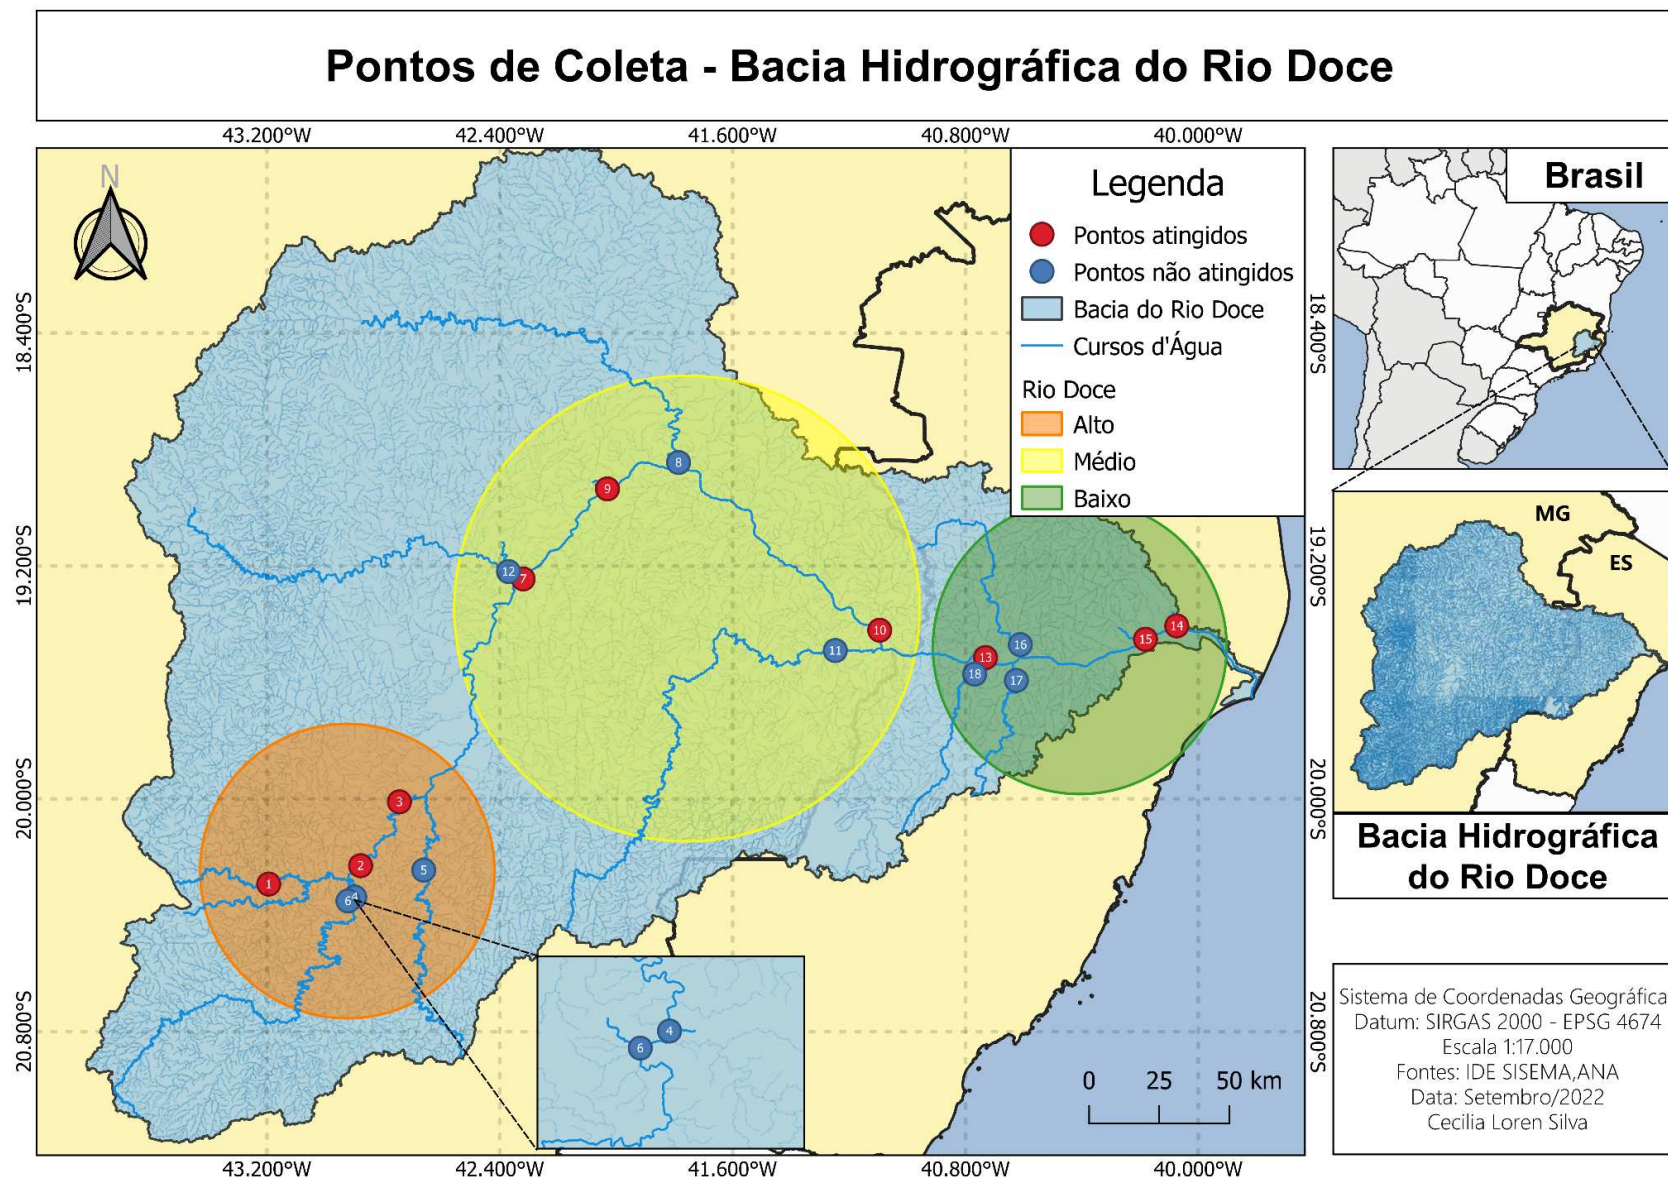 Pontos de Coleta - Bacia Hidrográfica do Rio Doce
43.200°W 42.400°W 41.600°W 40.800°W 40.000°W
N
18.400°S
19.200°S
20.000°S
20.800°S
Legenda
Pontos atingidos
Pontos não atingidos
Bacia do Rio Doce
Cursos d'Água
Rio Doce
Alto
Médio
Baixo
8
9
12
7
10
11
16
13
18
17
15
14
3
2
1
5
4
6
4
6
0 25 50 km
43.200°W 42.400°W 41.600°W 40.800°W 40.000°W
18.400°S
19.200°S
20.000°S
20.800°S
Brasil
MG
ES
Bacia Hidrográfica
do Rio Doce
Sistema de Coordenadas Geográfica
Datum: SIRGAS 2000 - EPSG 4674
Escala 1:17.000
Fontes: IDE SISEMA,ANA
Data: Setembro/2022
Cecilia Loren Silva